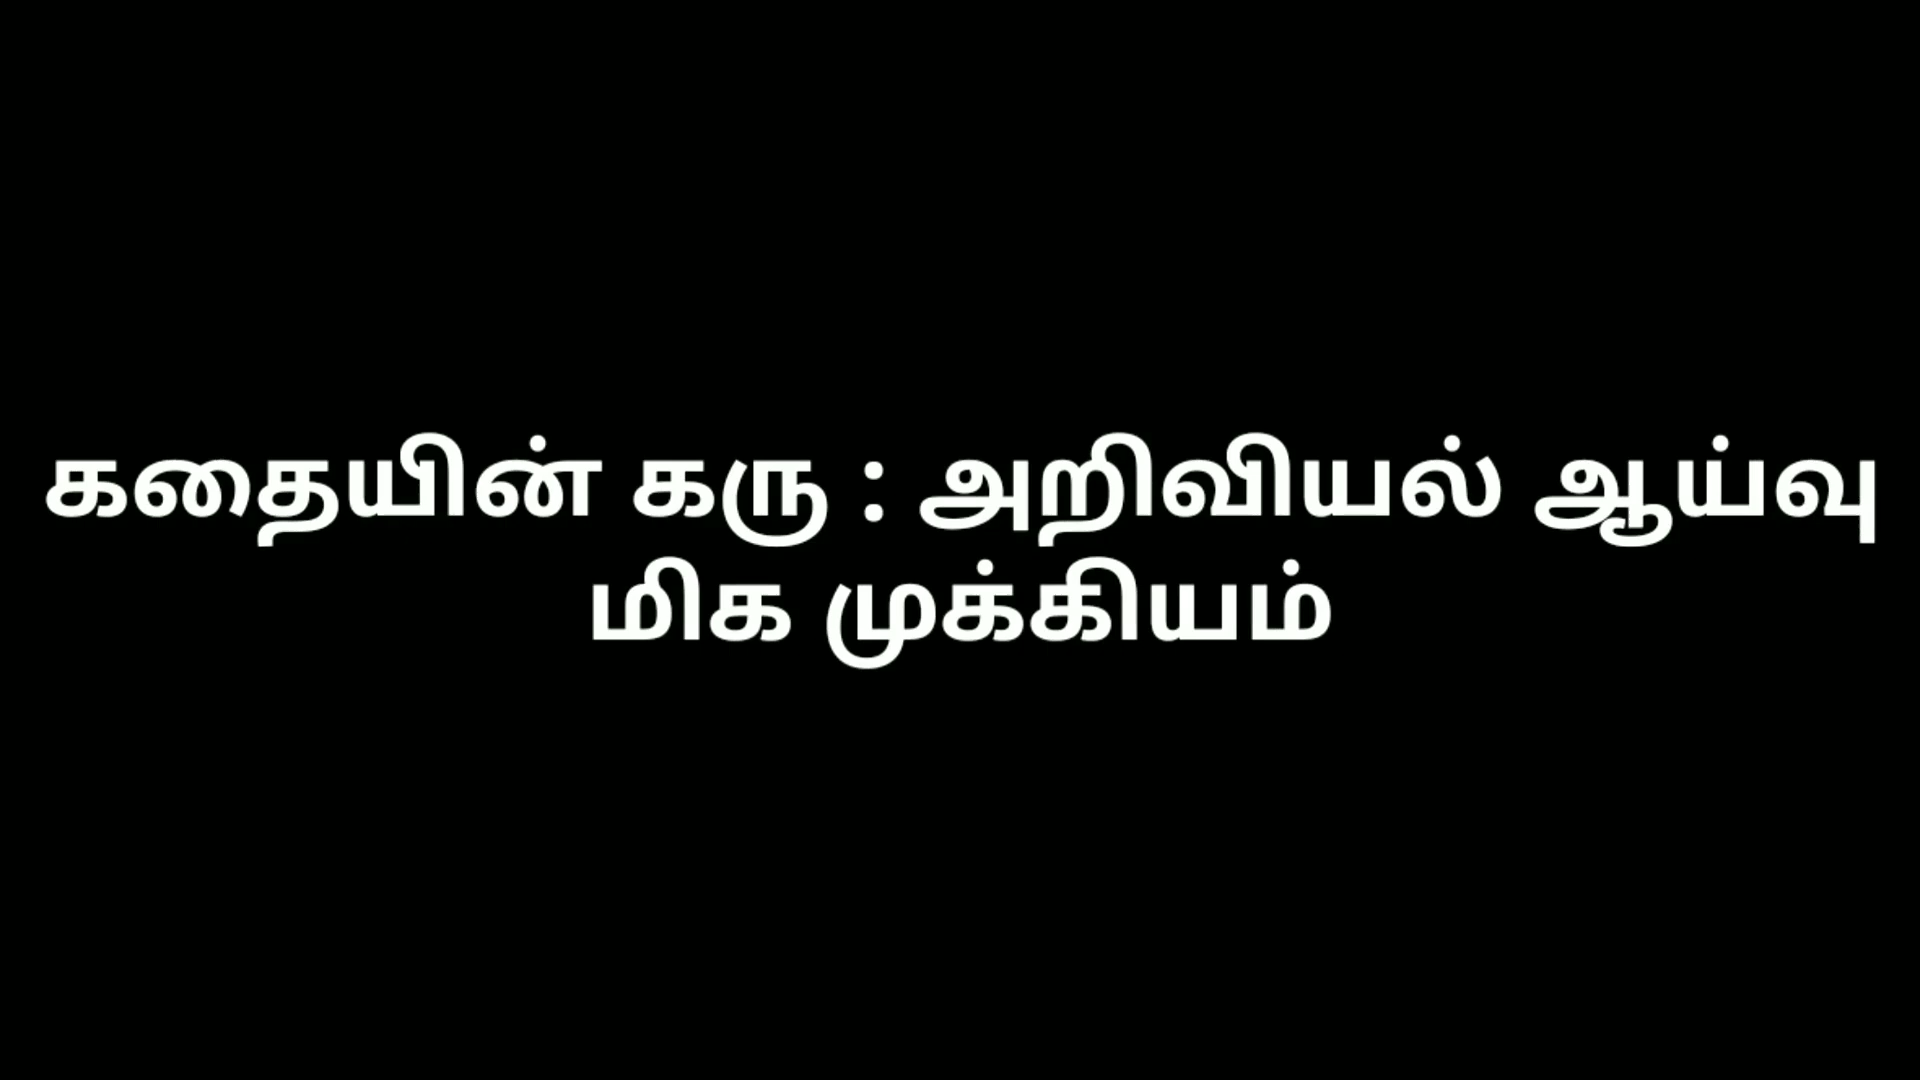 கதையின் கரு : அறிவியல் ஆய்வு
மிக முக்கியம்